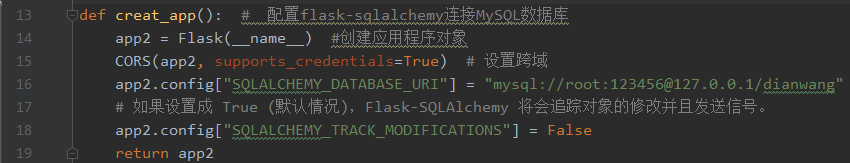 13 def creat_app():  #  配置flask-sqlalchemy连接MySQL数据库
14 app2 = Flask(__name__)  #创建应用程序对象
15 CORS(app2, supports_credentials=True)  # 设置跨域
16 app2.config["SQLALCHEMY_DATABASE_URI"] = "mysql://root:123456@127.0.0.1/dianwang"
17 # 如果设置成 True (默认情况)，Flask-SQLAlchemy 将会追踪对象的修改并且发送信号。
18 app2.config["SQLALCHEMY_TRACK_MODIFICATIONS"] = False
19 return app2